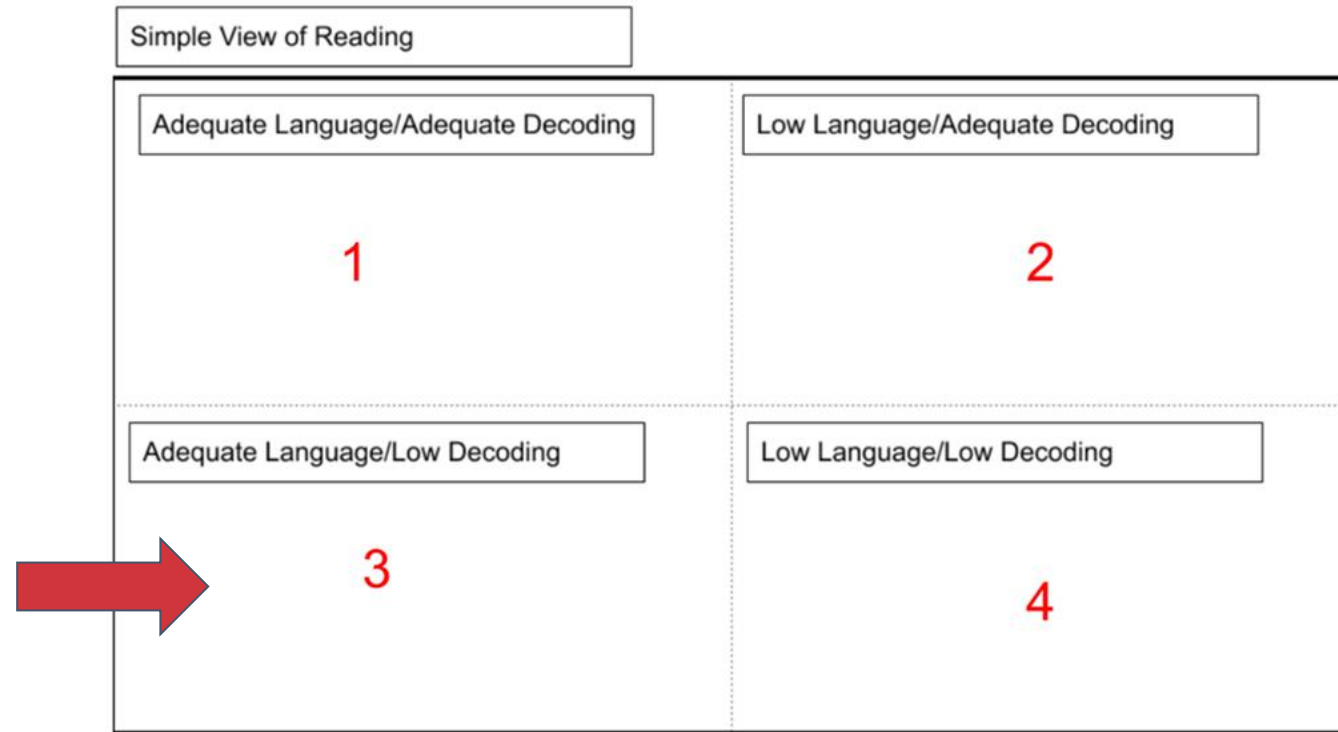 Simple View of Reading
Adequate Language/Adequate Decoding
Low Language/Adequate Decoding
1
2
Adequate Language/Low Decoding
Low Language/Low Decoding
3
4